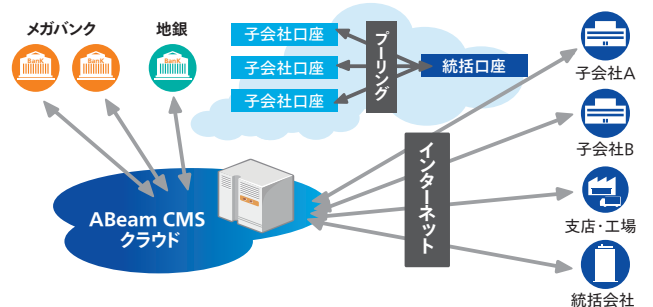 メガバンク
地銀
BanK
BanK
BanK
子会社口座
子会社口座
子会社口座
プーリング
統括口座
子会社A
子会社B
支店・工場
統括会社
インターネット
ABeam CMS
クラウド